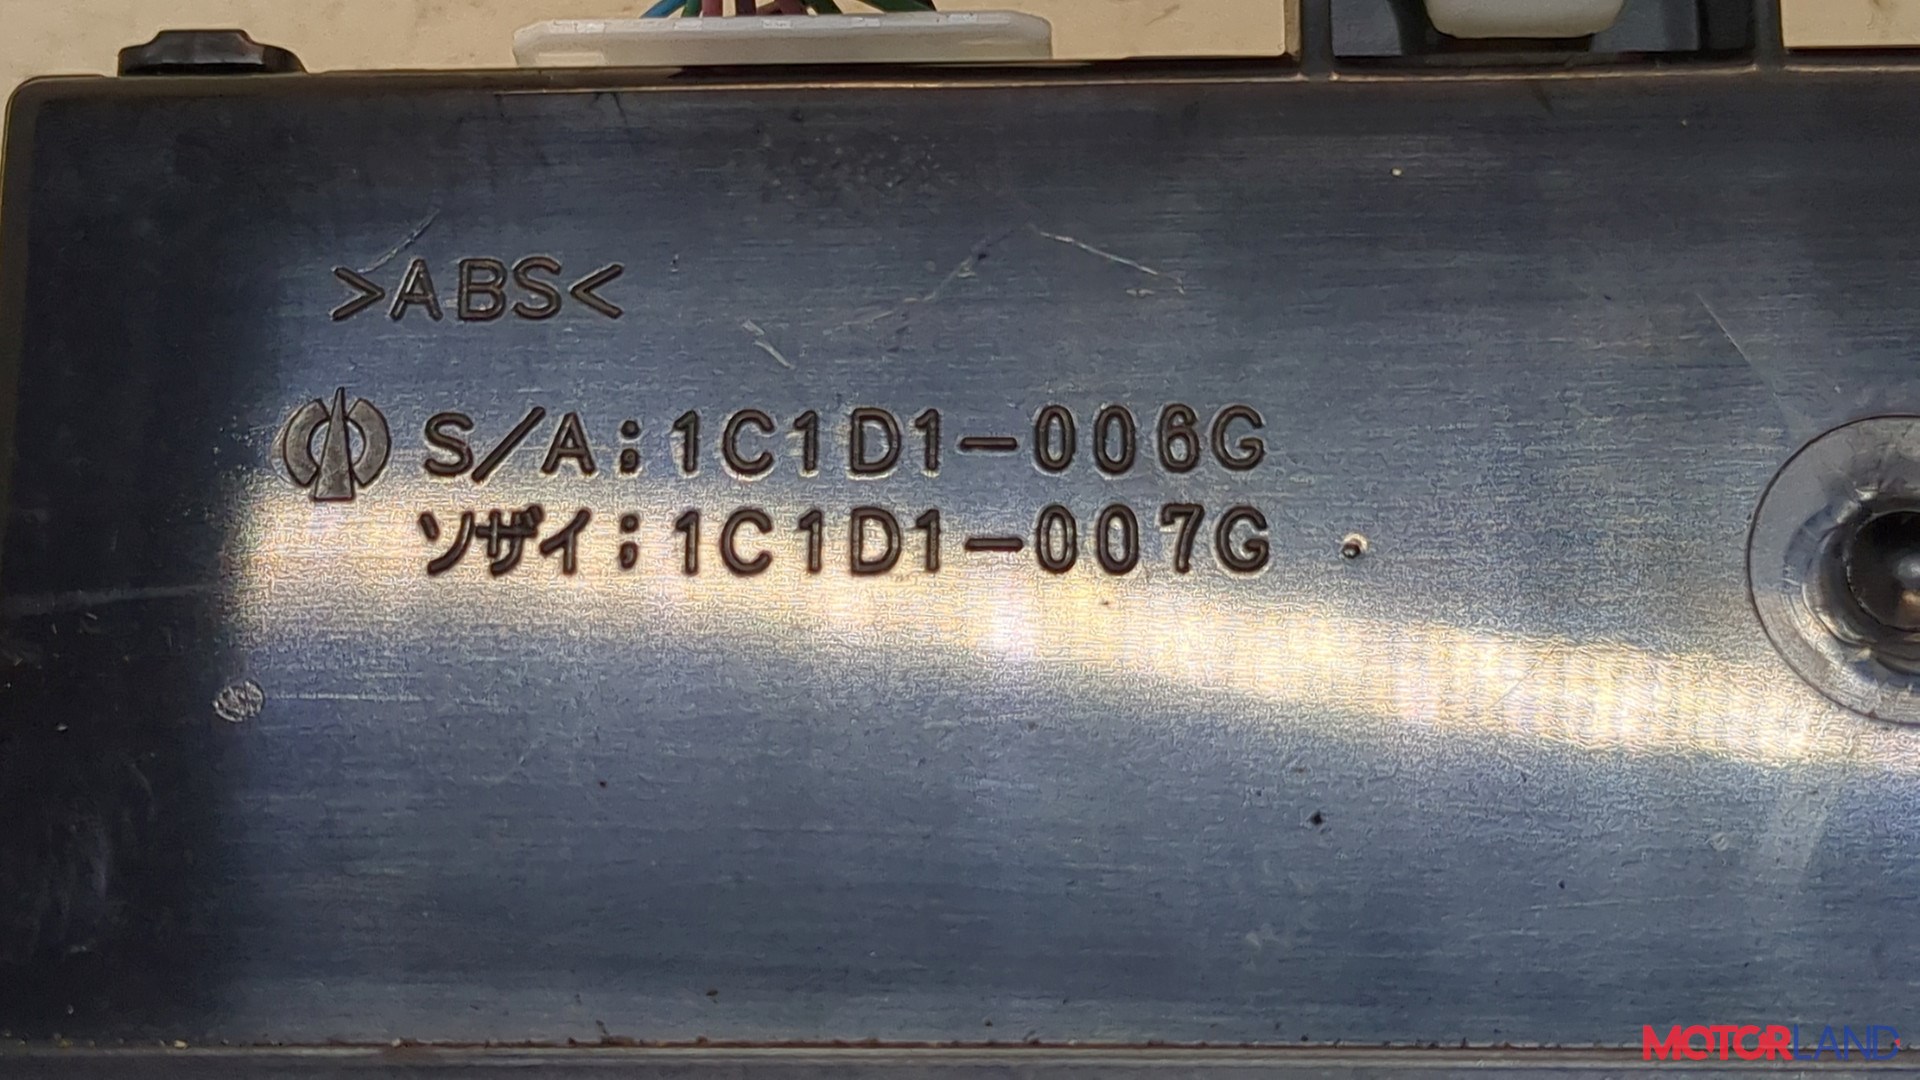 >ABS<
S/A:1C1D1-006G
ソザイ:1C1D1-007G
MOTORLAND